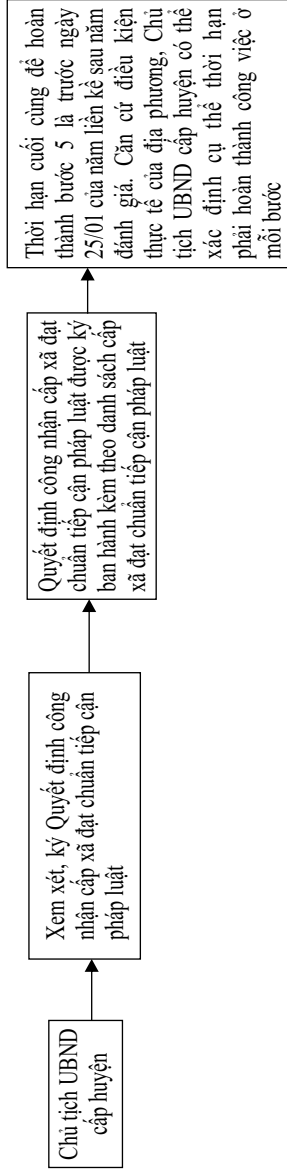 Chủ tịch UBND
cấp huyện
Xem xét, ký Quyết định công
nhận cấp xã đạt chuẩn tiếp cận
pháp luật
Quyết định công nhận cấp xã đạt
chuẩn tiếp cận pháp luật được ký
ban hành kèm theo danh sách cấp
xã đạt chuẩn tiếp cận pháp luật
Thời hạn cuối cùng để hoàn
thành bước 5 là trước ngày
25/01 của năm liền kề sau năm
đánh giá. Căn cứ điều kiện
thực tế của địa phương, Chủ
tịch UBND cấp huyện có thể
xác định cụ thể thời hạn
phải hoàn thành công việc ở
mỗi bước